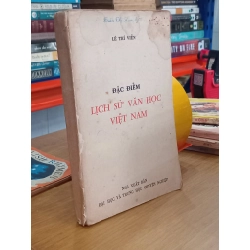 LÊ TRÍ VIỄN
ĐẶC ĐIỂM
LỊCH SỬ VĂN HỌC
VIỆT NAM
NHÀ XUẤT BẢN
ĐẠI HỌC VÀ TRUNG HỌC CHUYÊN NGHIỆP